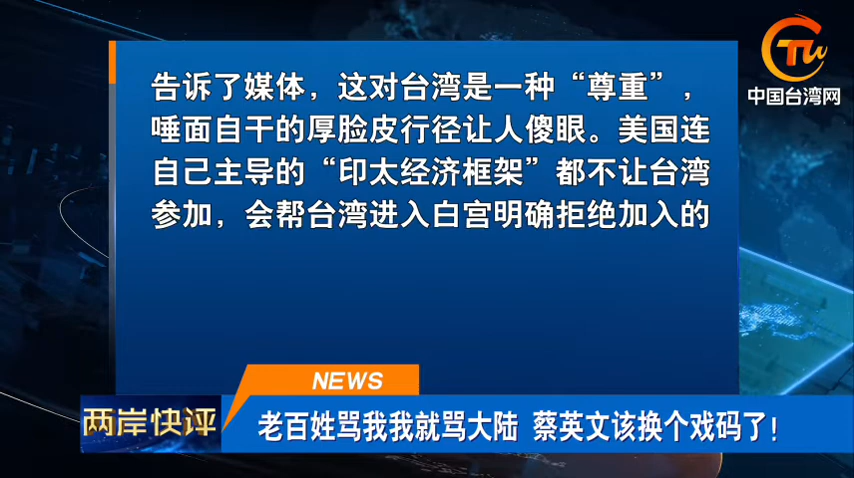 中国台湾网
告诉了媒体，这对台湾是一种“尊重”，
唾面自干的厚脸皮行径让人傻眼。美国连
自己主导的“印太经济框架”都不让台湾
参加，会帮台湾进入白宫明确拒绝加入的
NEWS
两岸快评
老百姓骂我我就骂大陆 蔡英文该换个戏码了！